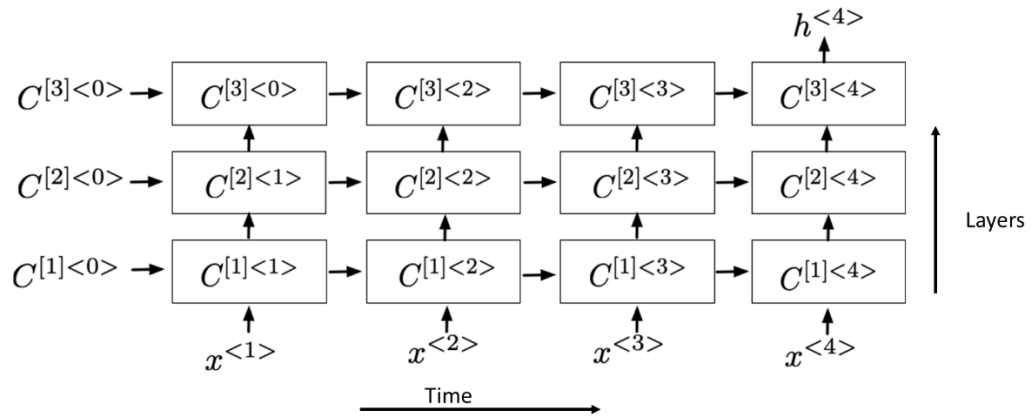 h^{<4>}
C^{[3]<0>} C^{[3]<0>} C^{[3]<2>} C^{[3]<3>} C^{[3]<4>}
C^{[2]<0>} C^{[2]<1>} C^{[2]<2>} C^{[2]<3>} C^{[2]<4>}
Layers
C^{[1]<0>} C^{[1]<1>} C^{[1]<2>} C^{[1]<3>} C^{[1]<4>}
x^{<1>} x^{<2>} x^{<3>} x^{<4>}
Time